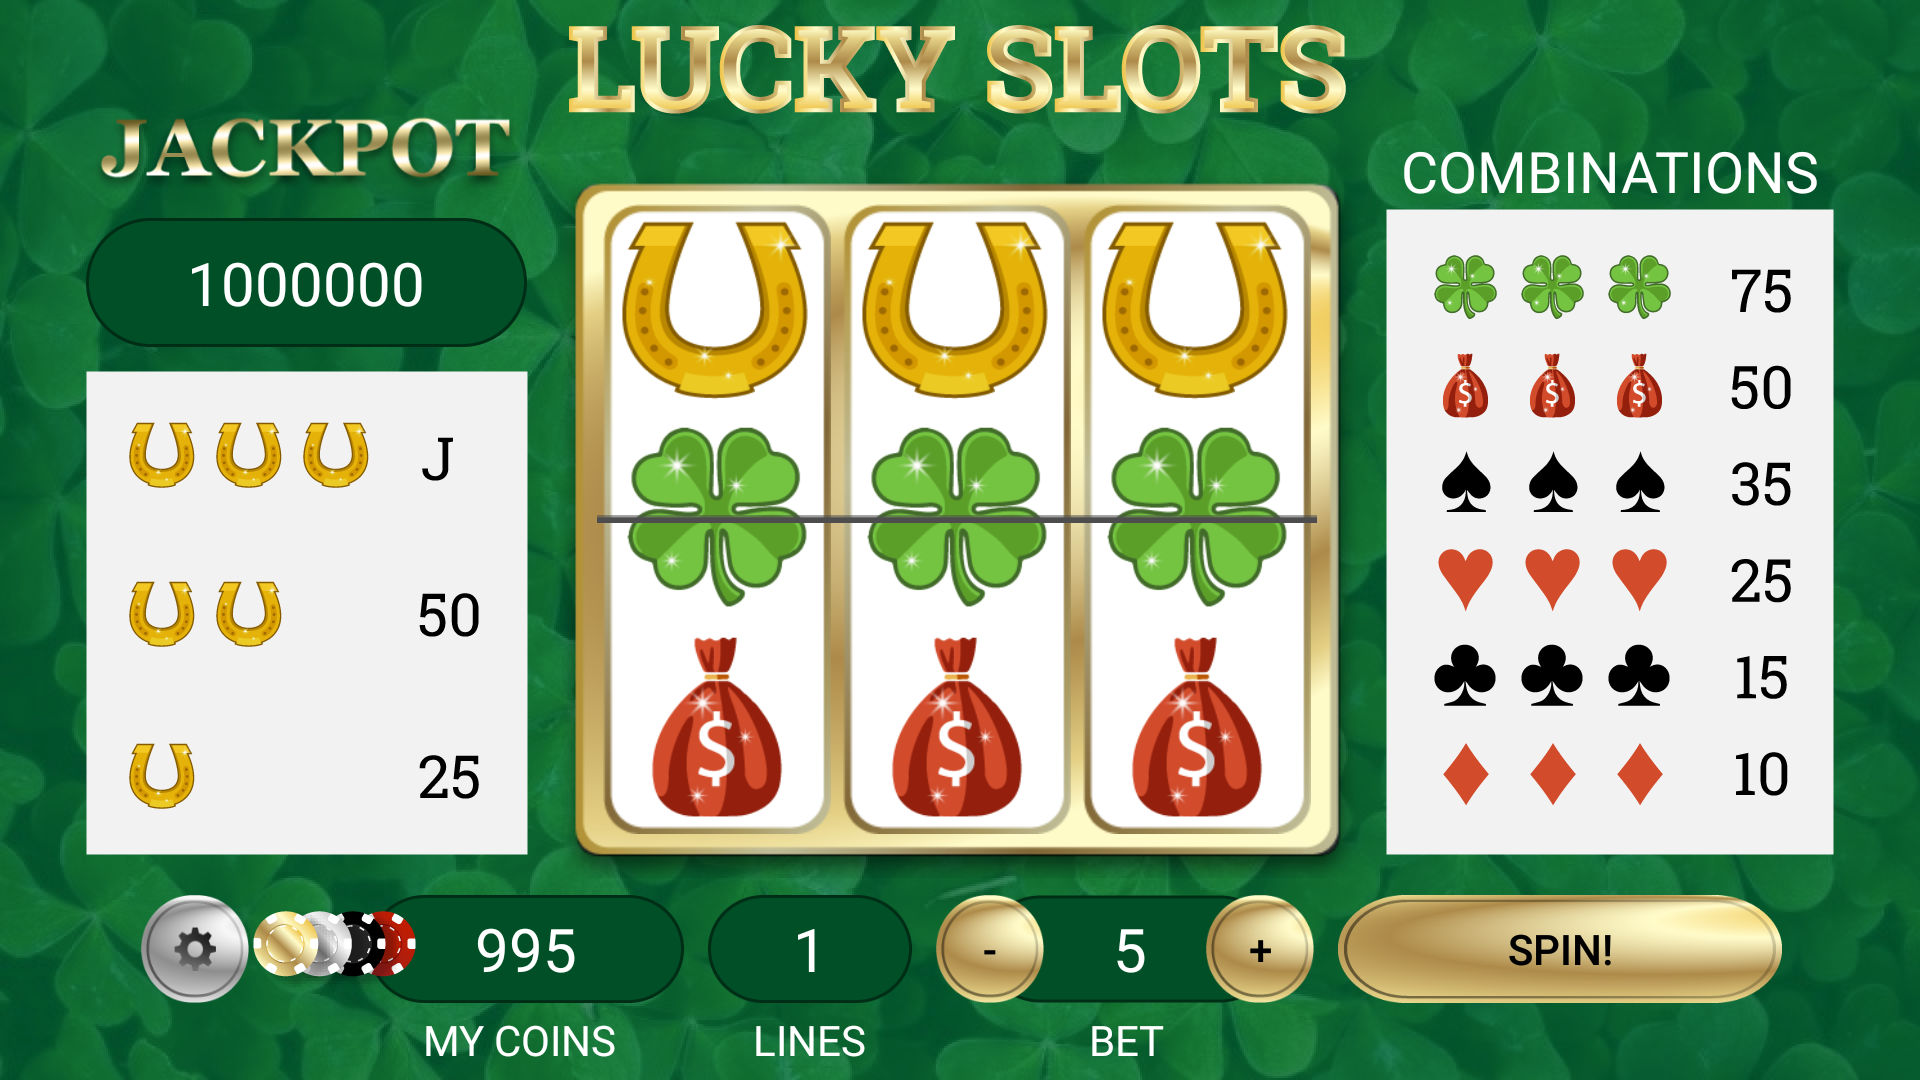 LUCKY SLOTS
JACKPOT
1000000
J
50
25
$ $ $
COMBINATIONS
75
$ $ $ 50
35
25
15
10
995
1
-
5
+
SPIN!
MY COINS
LINES
BET